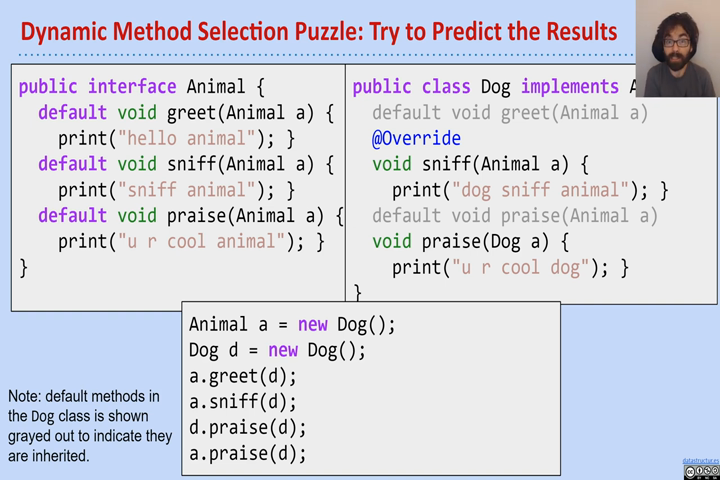 Dynamic Method Selection Puzzle: Try to Predict the Results
public interface Animal {
default void greet(Animal a) {
print("hello animal"); }
default void sniff(Animal a) {
print("sniff animal"); }
default void praise(Animal a) {
print("u r cool animal"); }
}
public class Dog implements A
default void greet(Animal a)
@Override
void sniff(Animal a) {
print("dog sniff animal"); }
default void praise(Animal a)
void praise(Dog a) {
print("u r cool dog"); }
}
Animal a = new Dog();
Dog d = new Dog();
a.greet(d);
a.sniff(d);
d.praise(d);
a.praise(d);
Note: default methods in
the Dog class is shown
grayed out to indicate they
are inherited.
datastructur.es